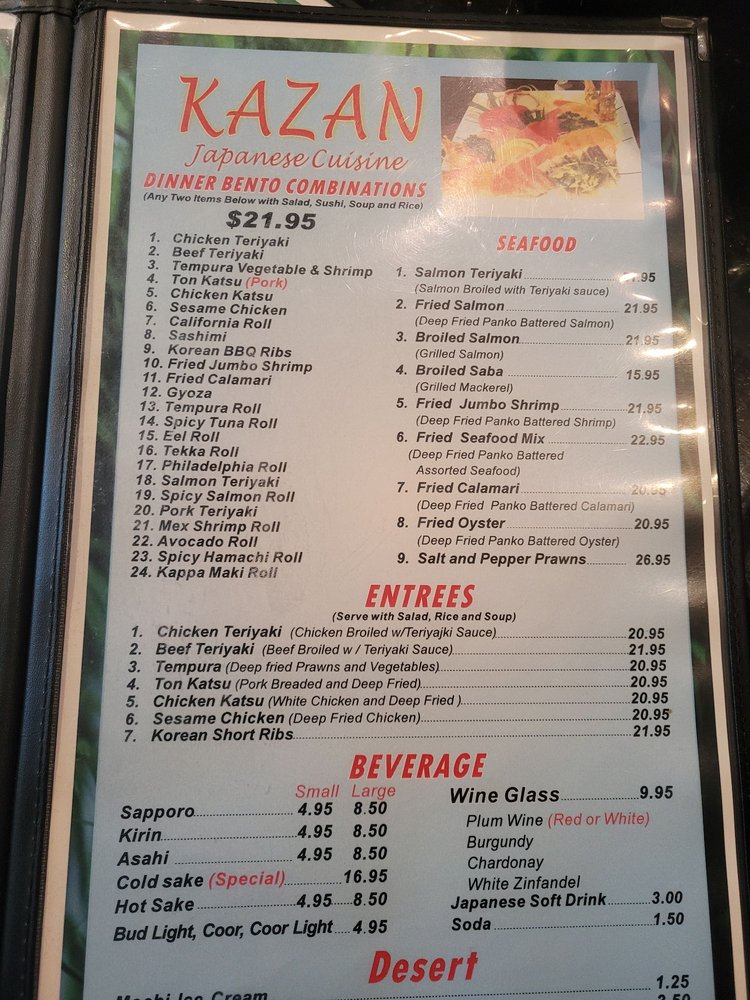 KAZAN
Japanese Cuisine
DINNER BENTO COMBINATIONS
(Any Two Items Below with Salad, Sushi, Soup and Rice)
$21.95
1. Chicken Teriyaki
2. Beef Teriyaki
3. Tempura Vegetable & Shrimp
4. Ton Katsu (Pork)
5. Chicken Katsu
6. Sesame Chicken
7. California Roll
8. Sashimi
9. Korean BBQ Ribs
10. Fried Jumbo Shrimp
11. Fried Calamari
12. Gyoza
13. Tempura Roll
14. Spicy Tuna Roll
15. Eel Roll
16. Tekka Roll
17. Philadelphia Roll
18. Salmon Teriyaki
19. Spicy Salmon Roll
20. Pork Teriyaki
21. Mex Shrimp Roll
22. Avocado Roll
23. Spicy Hamachi Roll
24. Kappa Maki Roll
SEAFOOD
1. Salmon Teriyaki
(Salmon Broiled with Teriyaki sauce)
2. Fried Salmon 21.95
(Deep Fried Panko Battered Salmon)
3. Broiled Salmon 21.95
(Grilled Salmon)
4. Broiled Saba 15.95
(Grilled Mackerel)
5. Fried Jumbo Shrimp 21.95
(Deep Fried Panko Battered Shrimp)
6. Fried Seafood Mix 22.95
(Deep Fried Panko Battered
Assorted Seafood)
7. Fried Calamari 20.95
(Deep Fried Panko Battered Calamari)
8. Fried Oyster 20.95
(Deep Fried Panko Battered Oyster)
9. Salt and Pepper Prawns 26.95
ENTREES
(Serve with Salad, Rice and Soup)
1. Chicken Teriyaki (Chicken Broiled w/Teriyajki Sauce) 20.95
2. Beef Teriyaki (Beef Broiled w / Teriyaki Sauce) 21.95
3. Tempura (Deep fried Prawns and Vegetables) 20.95
4. Ton Katsu (Pork Breaded and Deep Fried) 20.95
5. Chicken Katsu (White Chicken and Deep Fried ) 20.95
6. Sesame Chicken (Deep Fried Chicken) 20.95
7. Korean Short Ribs 21.95
BEVERAGE
Small Large
Sapporo 4.95 8.50
Kirin 4.95 8.50
Asahi 4.95 8.50
Cold sake (Special) 16.95
Hot Sake 4.95 8.50
Bud Light, Coor, Coor Light 4.95
Wine Glass 9.95
Plum Wine (Red or White)
Burgundy
Chardonay
White Zinfandel
Japanese Soft Drink 3.00
Soda 1.50
Desert
Mochi Ice Cream 1.25